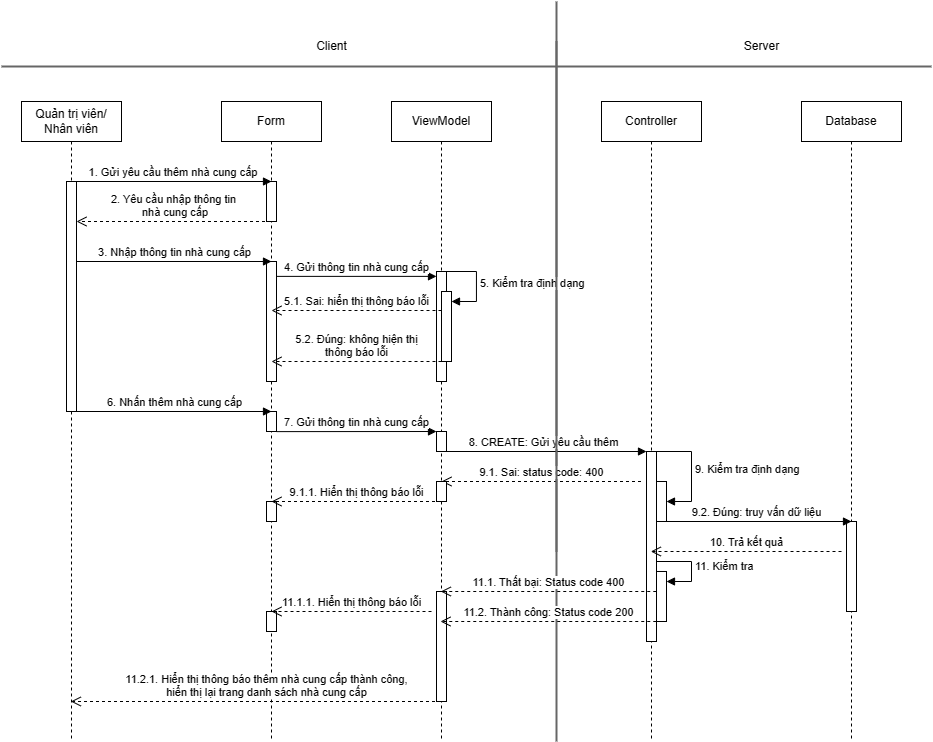 Client
Server
Quản trị viên/
Nhân viên
Form
ViewModel
Controller
Database
1. Gửi yêu cầu thêm nhà cung cấp
2. Yêu cầu nhập thông tin
nhà cung cấp
3. Nhập thông tin nhà cung cấp
4. Gửi thông tin nhà cung cấp
5. Kiểm tra định dạng
5.1. Sai: hiển thị thông báo lỗi
5.2. Đúng: không hiện thị
thông báo lỗi
6. Nhấn thêm nhà cung cấp
7. Gửi thông tin nhà cung cấp
8. CREATE: Gửi yêu cầu thêm
9. Kiểm tra định dạng
9.1. Sai: status code: 400
9.1.1. Hiển thị thông báo lỗi
9.2. Đúng: truy vấn dữ liệu
10. Trả kết quả
11. Kiểm tra
11.1. Thất bại: Status code 400
11.1.1. Hiển thị thông báo lỗi
11.2. Thành công: Status code 200
11.2.1. Hiển thị thông báo thêm nhà cung cấp thành công,
hiển thị lại trang danh sách nhà cung cấp